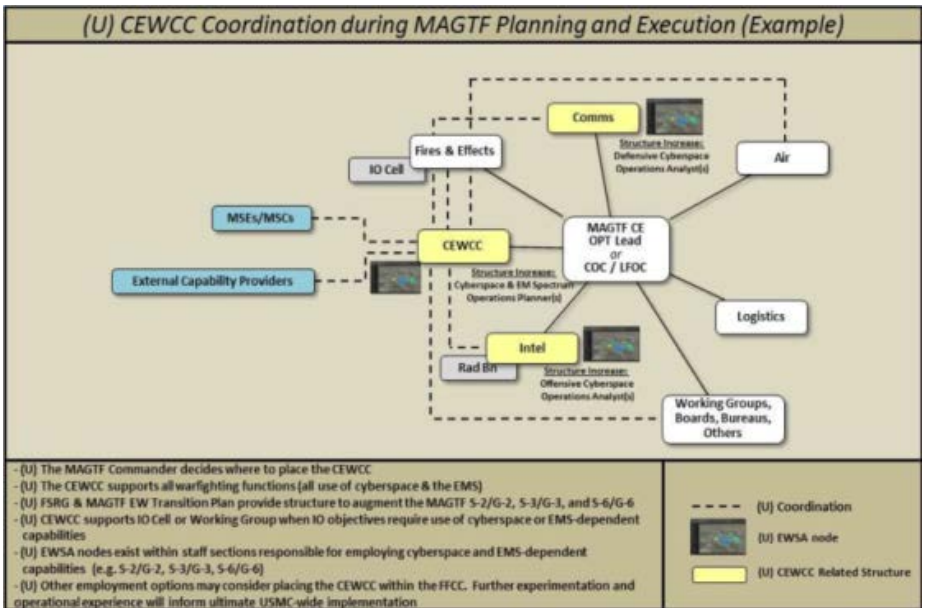 (U) CEWCC Coordination during MAGTF Planning and Execution (Example)
Comms
Structure Increase:
Defensive Cyberspace
Operations Analyst(s)
Fires & Effects
IO Cell
Air
MSEs/MSCs
CEWCC
Structure Increase:
Cyberspace & EM Spectrum
Operations Planner(s)
MAGTF CE
OPT Lead
or
COC / LFOC
External Capability Providers
Logistics
Intel
Rad Bn
Structure Increase:
Offensive Cyberspace
Operations Analyst(s)
Working Groups,
Boards, Bureaus,
Others
- (U) The MAGTF Commander decides where to place the CEWCC
- (U) The CEWCC supports all warfighting functions (all use of cyberspace & the EMS)
- (U) FSRG & MAGTF EW Transition Plan provide structure to augment the MAGTF S-2/G-2, S-3/G-3, and S-6/G-6
- (U) CEWCC supports IO Cell or Working Group when IO objectives require use of cyberspace or EMS-dependent
capabilities
- (U) EWSA nodes exist within staff sections responsible for employing cyberspace and EMS-dependent
capabilities (e.g. S-2/G-2, S-3/G-3, S-6/G-6)
- (U) Other employment options may consider placing the CEWCC within the FFCC. Further experimentation and
operational experience will inform ultimate USMC-wide implementation
(U) Coordination
(U) EWSA node
(U) CEWCC Related Structure